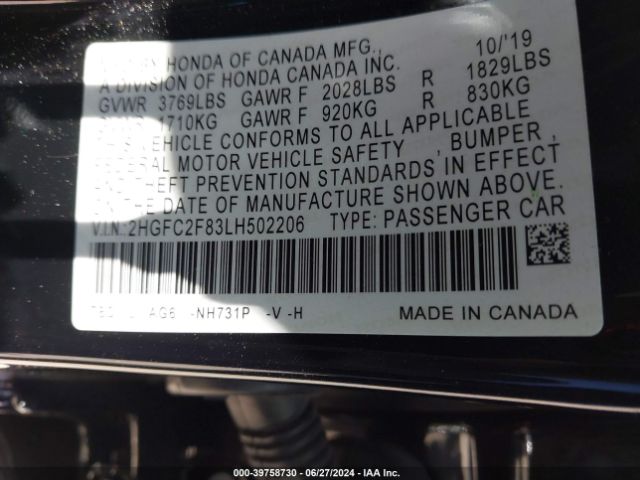 HONDA OF CANADA MFG., 10/'19
A DIVISION OF HONDA CANADA INC.
GVWR 3769LBS GAWR F 2028LBS R 1829LBS
1710KG GAWR F 920KG R 830KG
VEHICLE CONFORMS TO ALL APPLICABLE
FEDERAL MOTOR VEHICLE SAFETY , BUMPER ,
THEFT PREVENTION STANDARDS IN EFFECT
THE DATE OF MANUFACTURE SHOWN ABOVE.
V.I.N.: 2HGFC2F83LH502206 TYPE: PASSENGER CAR
AG6 -NH731P -V -H MADE IN CANADA
000-39758730 - 06/27/2024 - IAA Inc.